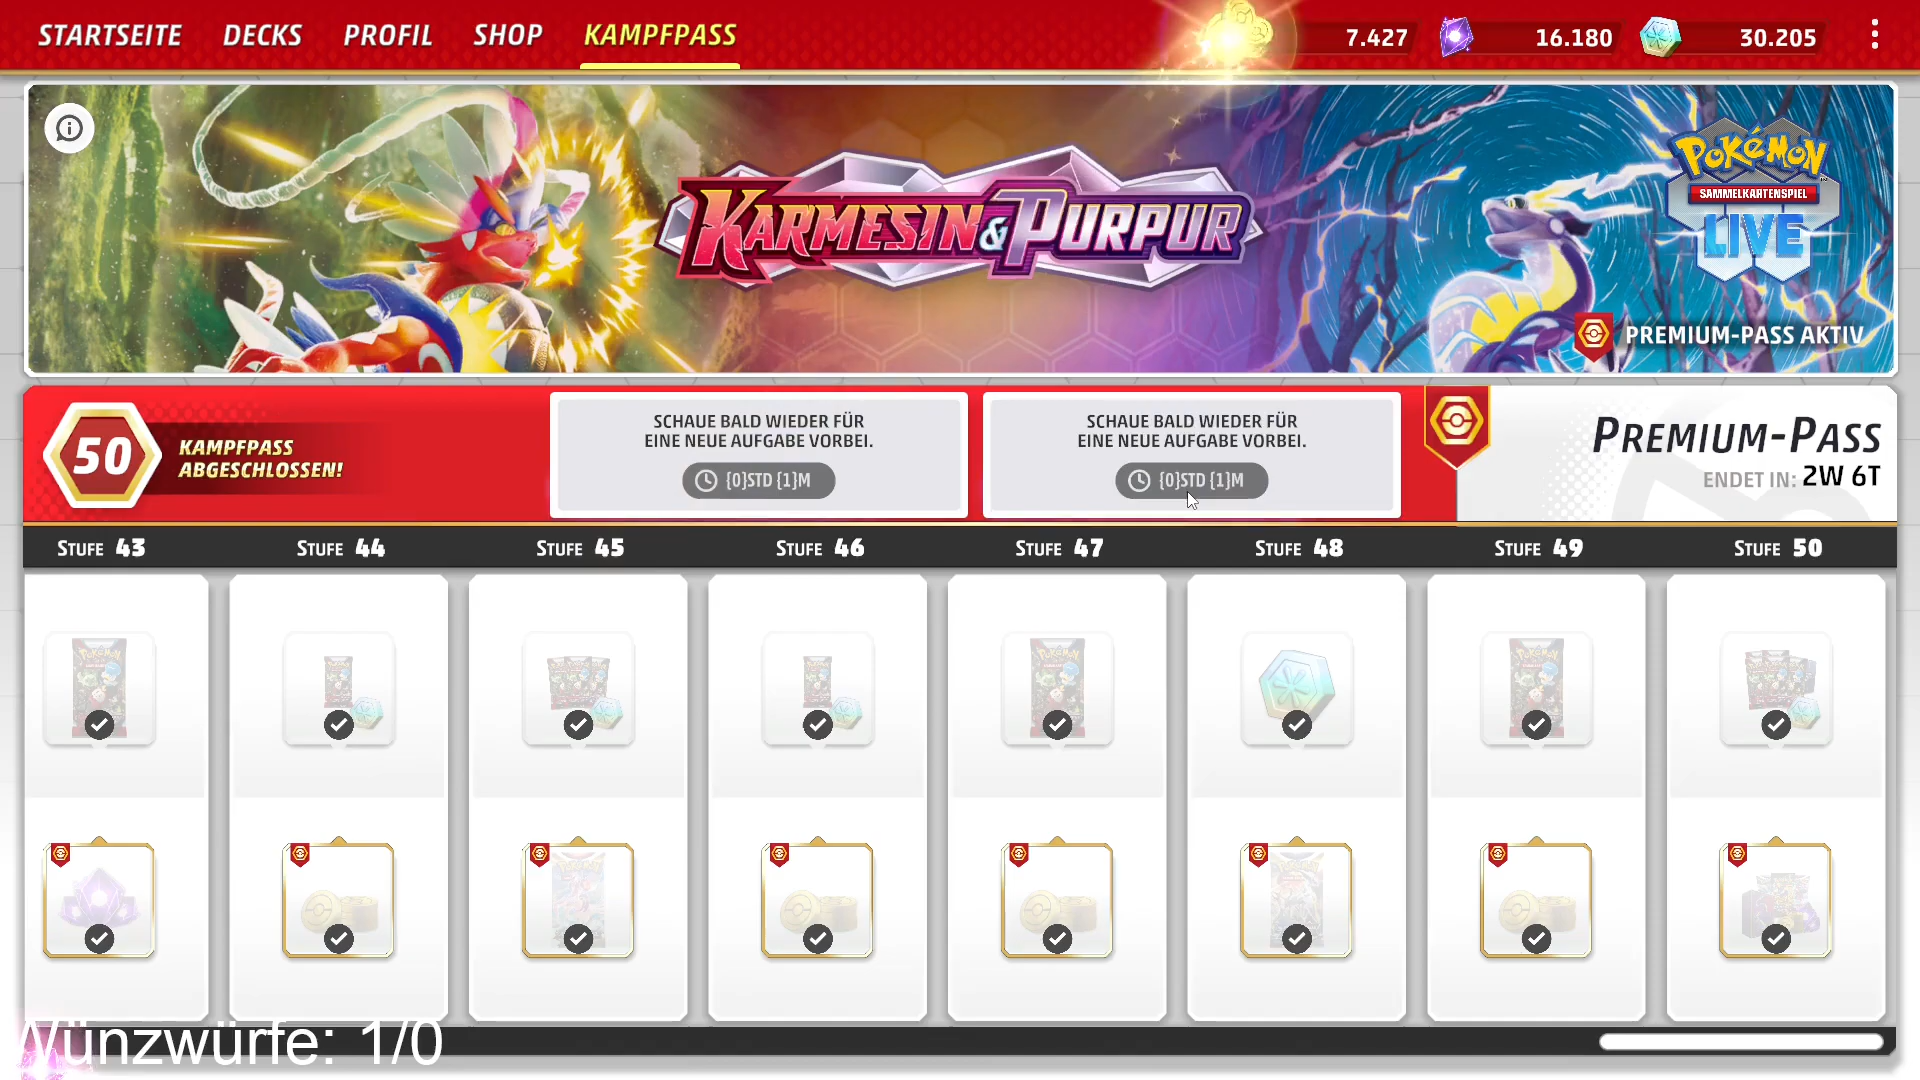 STARTSEITE DECKS PROFIL SHOP KAMPFPASS 7.427 16.180 30.205
KARMESIN & PURPUR
POKÉMON
SAMMELKARTENSPIEL
LIVE
PREMIUM-PASS AKTIV
50
KAMPFPASS
ABGESCHLOSSEN!
SCHAUE BALD WIEDER FÜR
EINE NEUE AUFGABE VORBEI.
{0}STD {1}M
SCHAUE BALD WIEDER FÜR
EINE NEUE AUFGABE VORBEI.
{0}STD {1}M
PREMIUM-PASS
ENDET IN: 2W 6T
STUFE 43 STUFE 44 STUFE 45 STUFE 46 STUFE 47 STUFE 48 STUFE 49 STUFE 50
Münzwürfe: 1/0